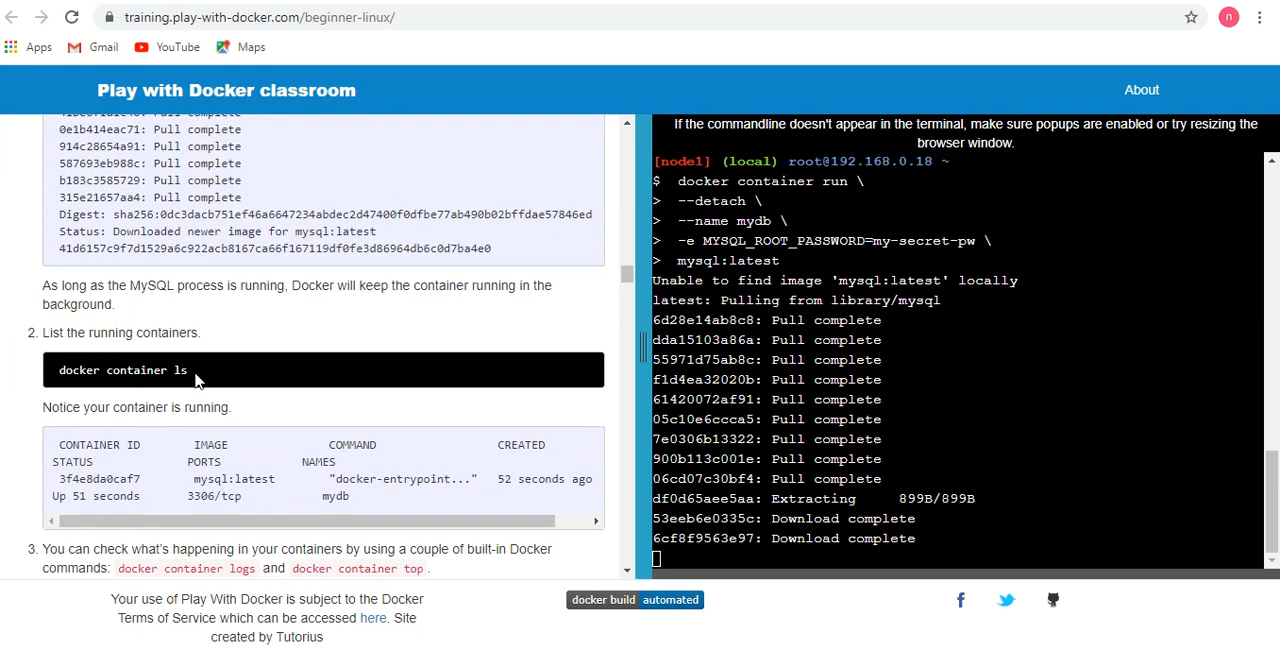 training.play-with-docker.com/beginner-linux/
n
Apps Gmail YouTube Maps
Play with Docker classroom
About
0e1b414eac71: Pull complete
914c28654a91: Pull complete
587693eb988c: Pull complete
b183c3585729: Pull complete
315e21657aa4: Pull complete
Digest: sha256:0dc3dacb751ef46a6647234abdec2d47400f0dfbe77ab490b02bffdae57846ed
Status: Downloaded newer image for mysql:latest
41d6157c9f7d1529a6c922acb8167ca66f167119df0fe3d86964db6c0d7ba4e0
As long as the MySQL process is running, Docker will keep the container running in the
background.
2. List the running containers.
docker container ls
Notice your container is running.
CONTAINER ID IMAGE COMMAND CREATED
STATUS PORTS NAMES
3f4e8da0caf7 mysql:latest "docker-entrypoint..." 52 seconds ago
Up 51 seconds 3306/tcp mydb
3. You can check what's happening in your containers by using a couple of built-in Docker
commands: docker container logs and docker container top.
If the commandline doesn't appear in the terminal, make sure popups are enabled or try resizing the
browser window.
[node1] (local) root@192.168.0.18 ~
$ docker container run \
> --detach \
> --name mydb \
> -e MYSQL_ROOT_PASSWORD=my-secret-pw \
> mysql:latest
Unable to find image 'mysql:latest' locally
latest: Pulling from library/mysql
6d28e14ab8c8: Pull complete
dda15103a86a: Pull complete
55971d75ab8c: Pull complete
f1d4ea32020b: Pull complete
61420072af91: Pull complete
05c10e6ccca5: Pull complete
7e0306b13322: Pull complete
900b113c001e: Pull complete
06cd07c30bf4: Pull complete
df0d65aee5aa: Extracting 899B/899B
53eeb6e0335c: Download complete
6cf8f9563e97: Download complete
Your use of Play With Docker is subject to the Docker
Terms of Service which can be accessed here. Site
created by Tutorius
docker build automated